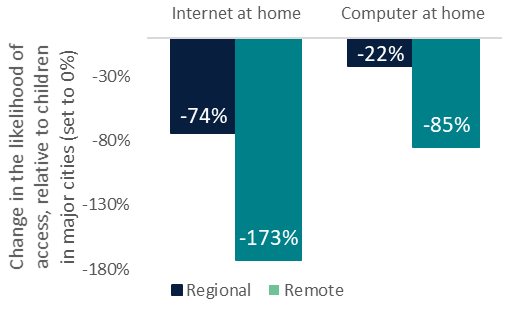 Internet at home
Computer at home
Change in the likelihood of
access, relative to children
in major cities (set to 0%)
-30%
-80%
-130%
-180%
-74%
-173%
-22%
-85%
Regional
Remote